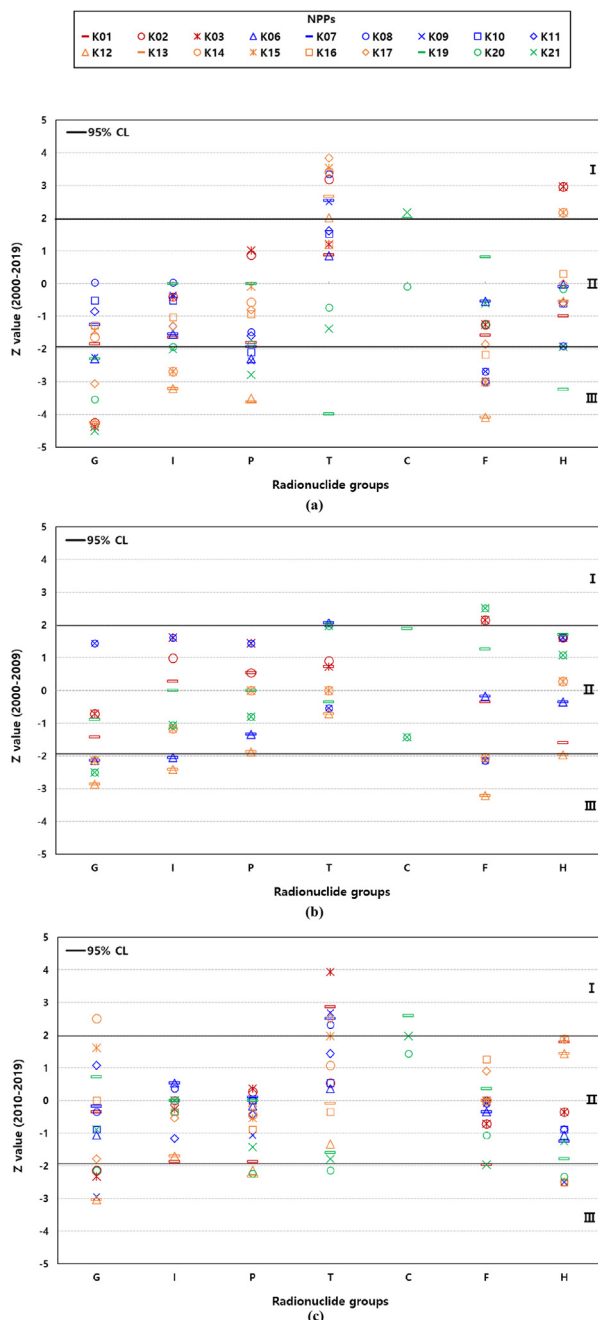 NPPs
K01 K02 K03 K06 K07 K08 K09 K10 K11
K12 K13 K14 K15 K16 K17 K19 K20 K21
5
95% CL
4
I
3
2
1
Z value (2000-2019)
0
II
-1
-2
-3
III
-4
-5
G I P T C F H
Radionuclide groups
(a)
5
95% CL
4
I
3
2
1
Z value (2000-2009)
0
II
-1
-2
-3
III
-4
-5
G I P T C F H
Radionuclide groups
(b)
5
95% CL
4
I
3
2
1
Z value (2010-2019)
0
II
-1
-2
-3
III
-4
-5
G I P T C F H
Radionuclide groups
(c)